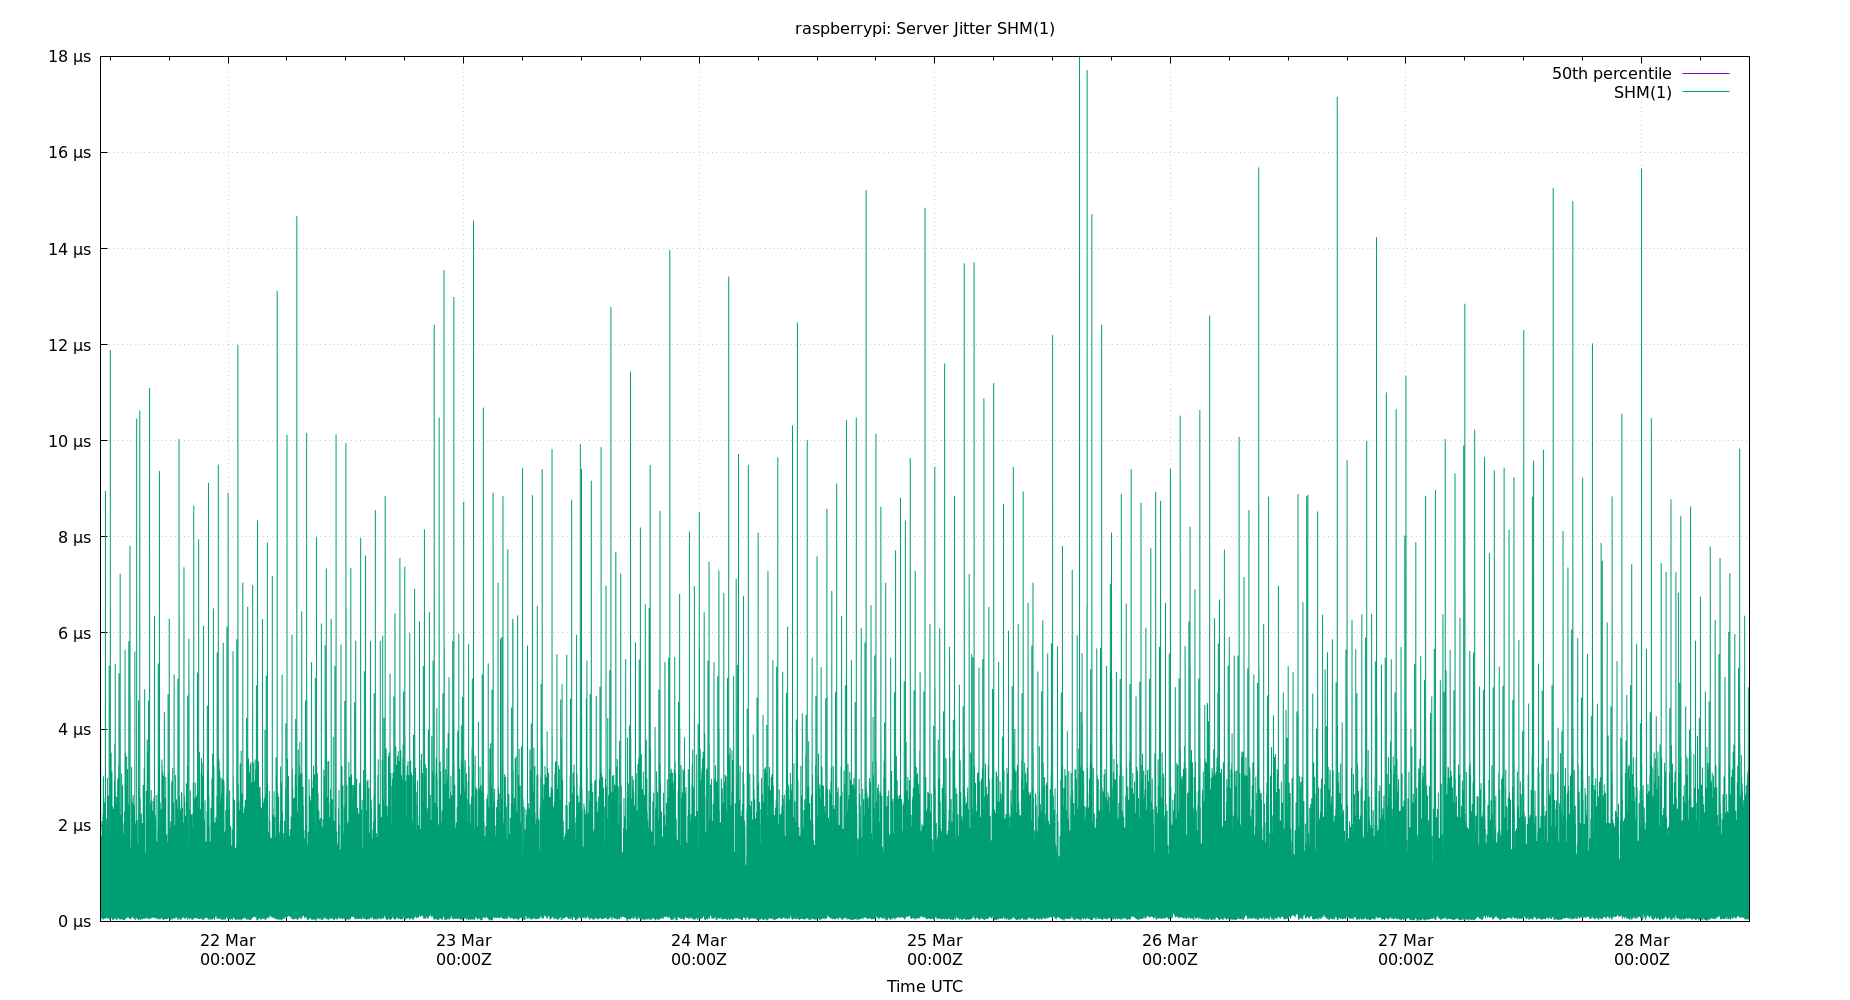 raspberrypi: Server Jitter SHM(1)
18 µs
16 µs
14 µs
12 µs
10 µs
8 µs
6 µs
4 µs
2 µs
0 µs
50th percentile
SHM(1)
22 Mar
00:00Z
23 Mar
00:00Z
24 Mar
00:00Z
25 Mar
00:00Z
26 Mar
00:00Z
27 Mar
00:00Z
28 Mar
00:00Z
Time UTC